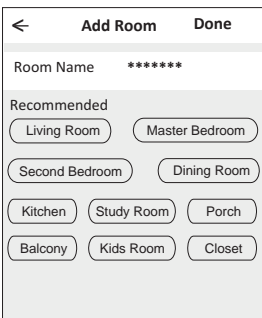 ← Add Room Done
Room Name *******
Recommended
Living Room Master Bedroom
Second Bedroom Dining Room
Kitchen Study Room Porch
Balcony Kids Room Closet